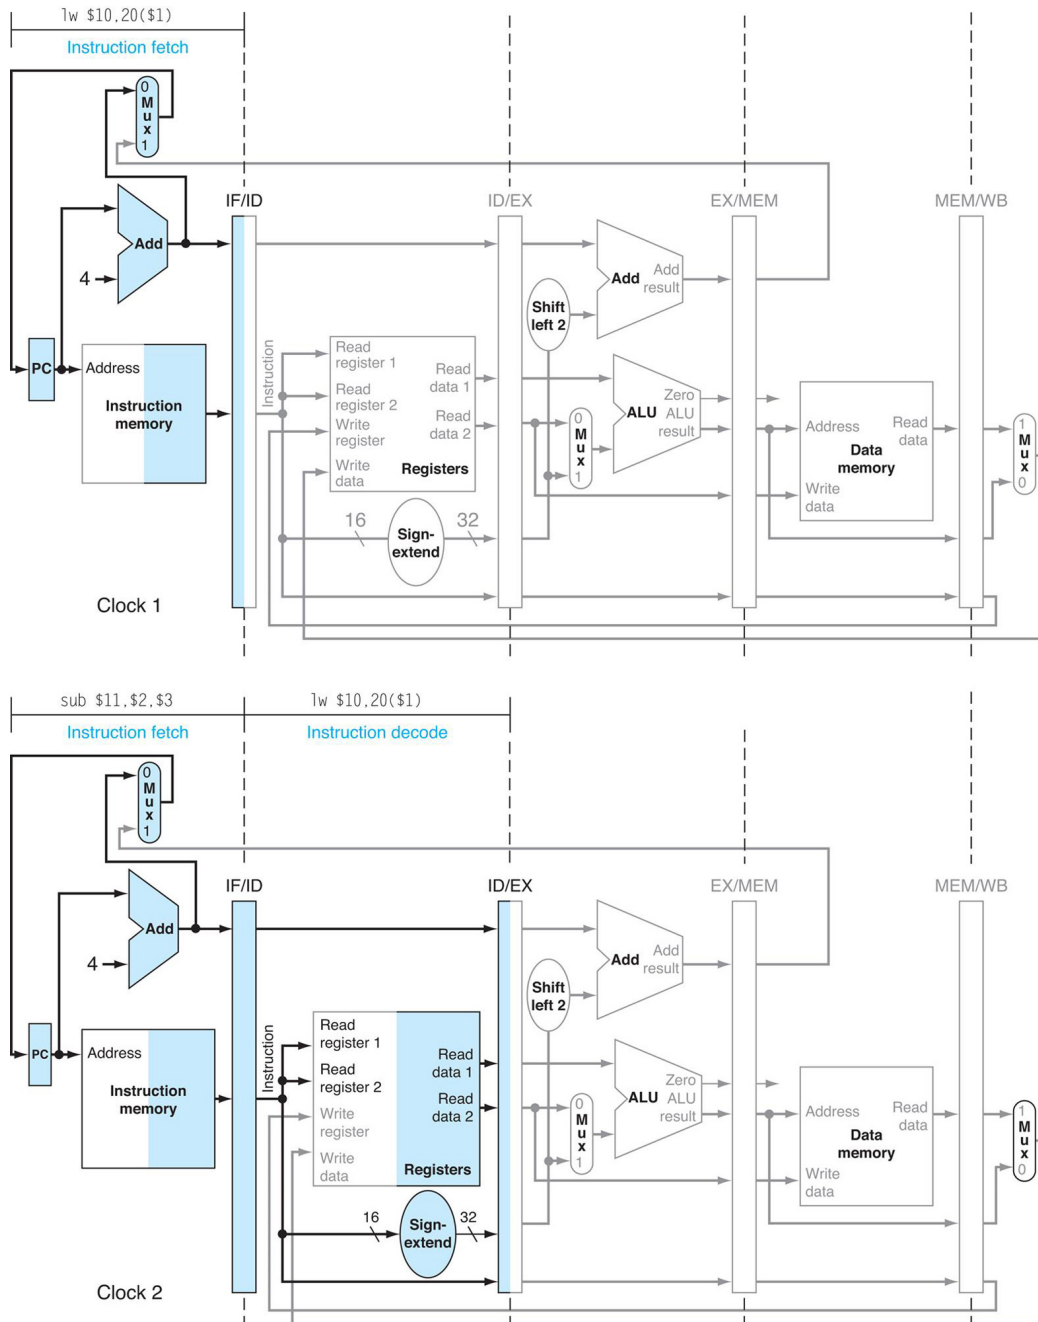 lw $10,20($1)
Instruction fetch
0
M
u
x
1
IF/ID
ID/EX
EX/MEM
MEM/WB
Add
4
Add
Add
result
Shift
left 2
PC
Address
Instruction
memory
Instruction
Read
register 1
Read
register 2
Write
register
Write
data
Read
data 1
Read
data 2
Registers
0
M
u
x
1
ALU
Zero
ALU
result
Address
Read
data
Data
memory
Write
data
1
M
u
x
0
16
Sign-
extend
32
Clock 1
sub $11,$2,$3
lw $10,20($1)
Instruction fetch
Instruction decode
0
M
u
x
1
IF/ID
ID/EX
EX/MEM
MEM/WB
Add
4
Add
Add
result
Shift
left 2
PC
Address
Instruction
memory
Instruction
Read
register 1
Read
register 2
Write
register
Write
data
Read
data 1
Read
data 2
Registers
0
M
u
x
1
ALU
Zero
ALU
result
Address
Read
data
Data
memory
Write
data
1
M
u
x
0
16
Sign-
extend
32
Clock 2